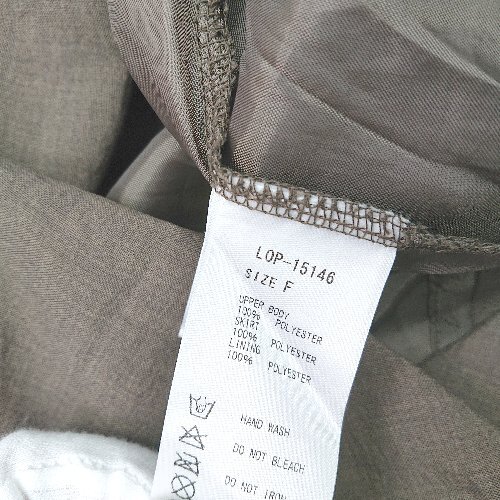 LOP-15146
SIZE F
UPPER BODY
100% POLYESTER
SKIRT
100% POLYESTER
LINING
100% POLYESTER
HAND WASH
DO NOT BLEACH
DO NOT IRON